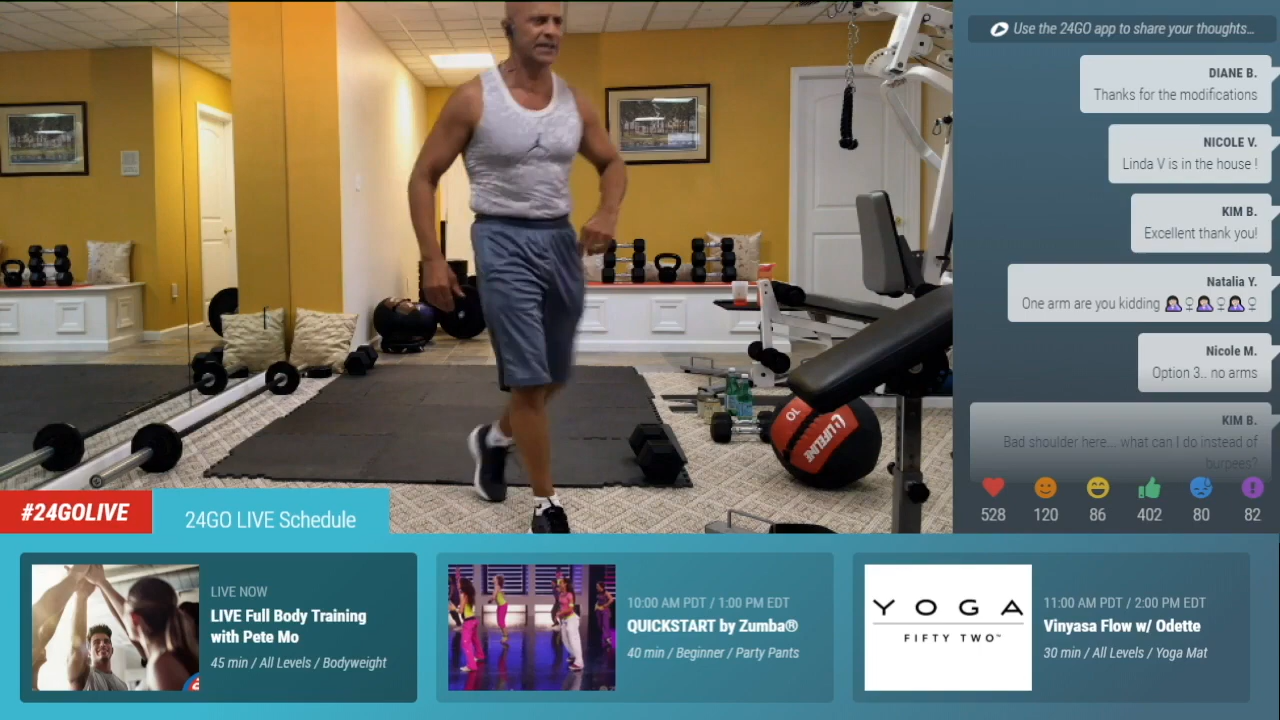 Use the 24GO app to share your thoughts...
DIANE B.
Thanks for the modifications
NICOLE V.
Linda V is in the house !
KIM B.
Excellent thank you!
Natalia Y.
One arm are you kidding 🤦🏻‍♀🤦🏻‍♀🤦🏻‍♀
Nicole M.
Option 3.. no arms
KIM B.
Bad shoulder here... what can I do instead of
burpees?
528
120
86
402
80
82
LIFELINE
10
#24GOLIVE
24GO LIVE Schedule
LIVE NOW
LIVE Full Body Training
with Pete Mo
45 min / All Levels / Bodyweight
10:00 AM PDT / 1:00 PM EDT
QUICKSTART by Zumba®
40 min / Beginner / Party Pants
YOGA
FIFTY TWO™
11:00 AM PDT / 2:00 PM EDT
Vinyasa Flow w/ Odette
30 min / All Levels / Yoga Mat